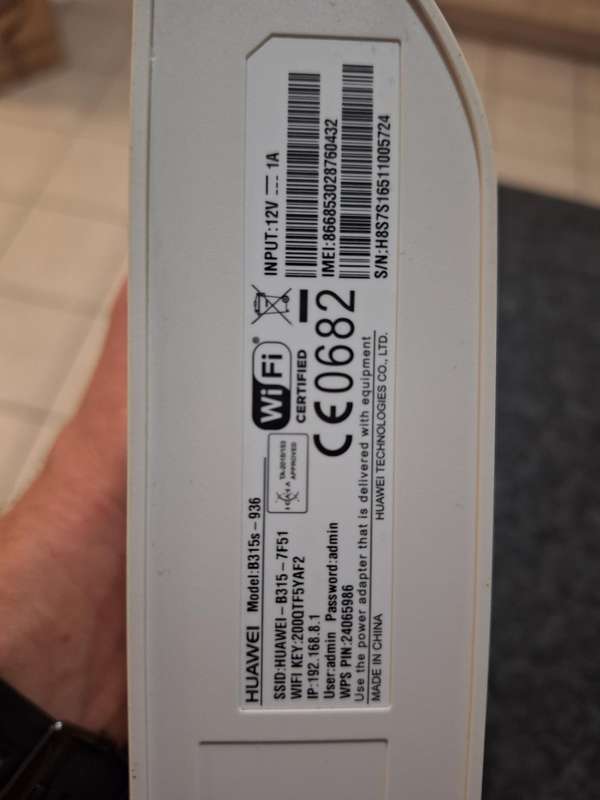 HUAWEI Model:B315s-936
SSID:HUAWEI-B315-7F51
WIFI KEY:200QTF5YAF2
IP:192.168.8.1
User:admin Password:admin
WPS PIN:24065986
Use the power adapter that is delivered with equipment
MADE IN CHINA
HUAWEI TECHNOLOGIES CO., LTD.
ICASA
APPROVED
Wi Fi®
CERTIFIED
CE0682
INPUT:12V 1A
IMEI:866853028760432
S/N:H8S7S16511005724